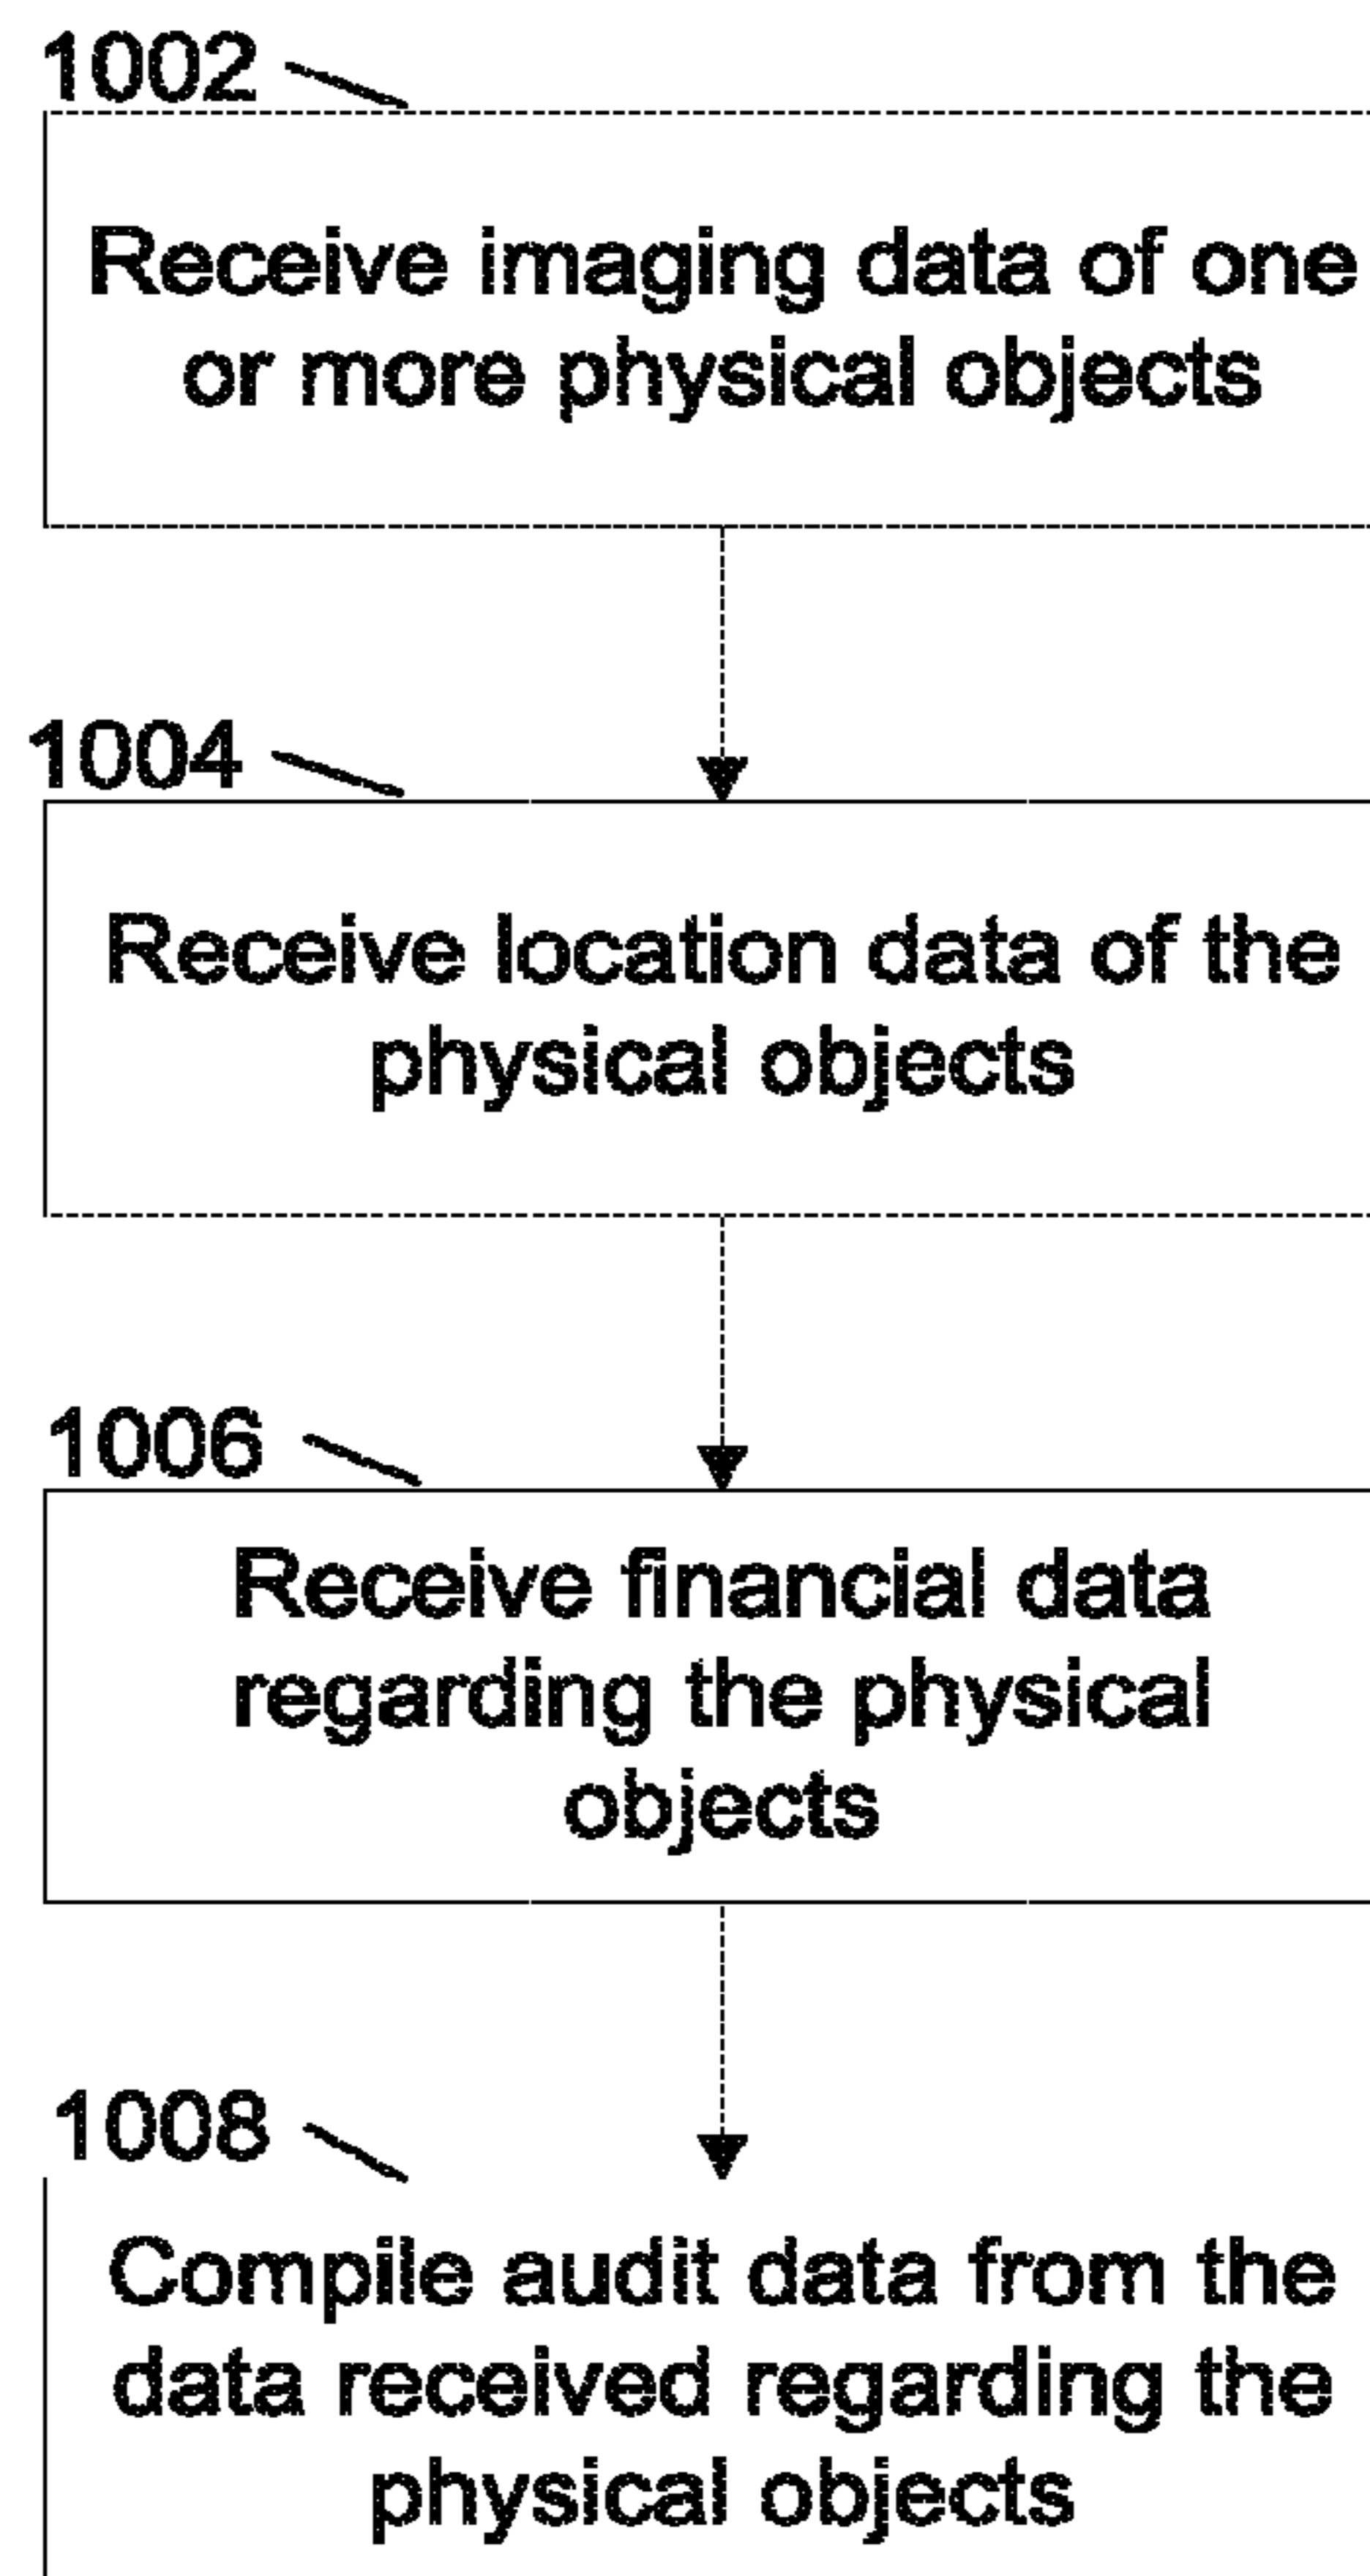 1002
Receive imaging data of one
or more physical objects
1004
Receive location data of the
physical objects
1006
Receive financial data
regarding the physical
objects
1008
Compile audit data from the
data received regarding the
physical objects